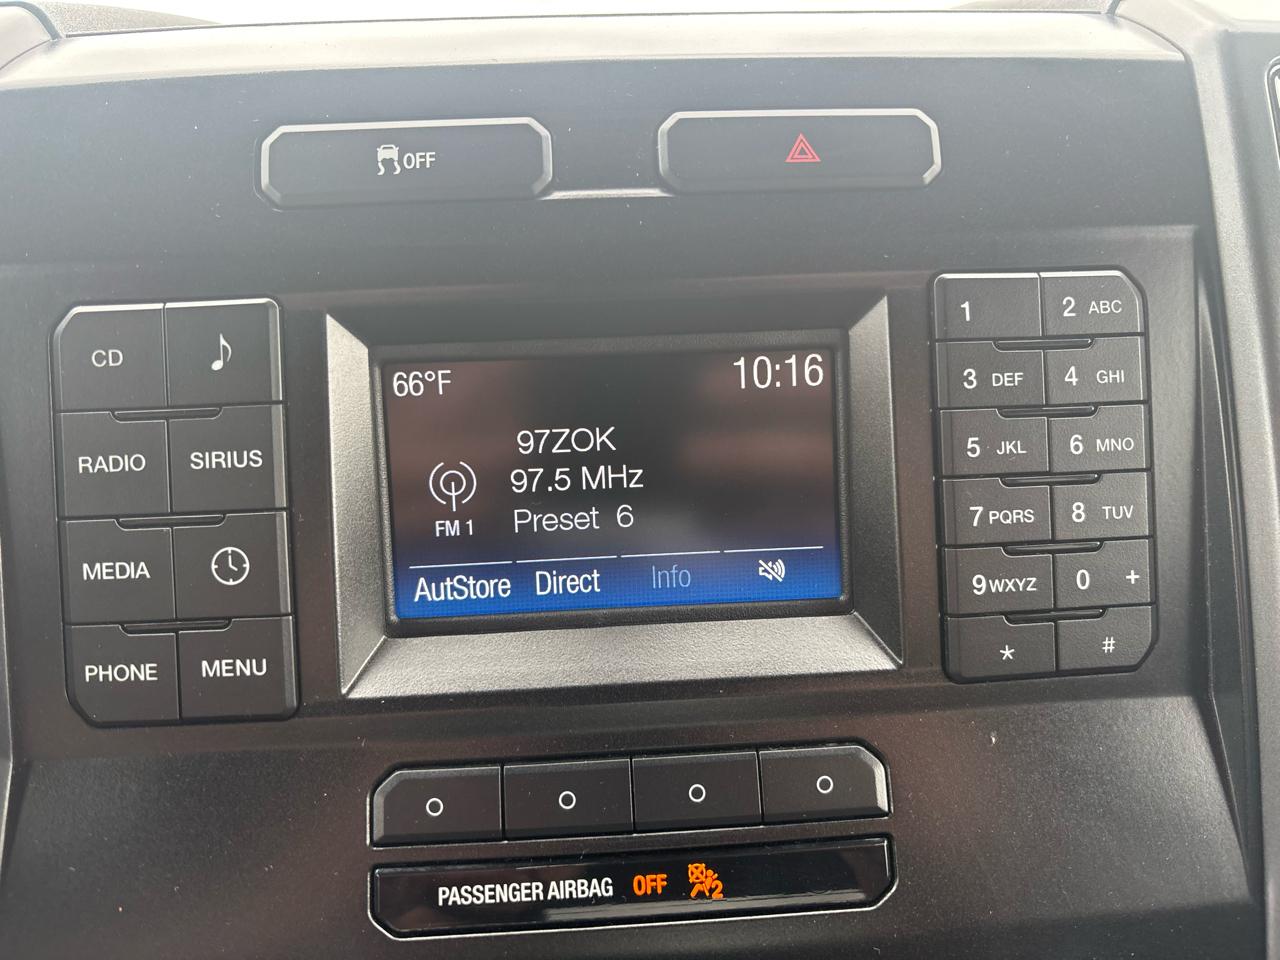 OFF
CD
RADIO SIRIUS
MEDIA
PHONE MENU
66°F 10:16
97ZOK
97.5 MHz
FM 1 Preset 6
AutStore Direct Info
1 2 ABC
3 DEF 4 GHI
5 JKL 6 MNO
7 PQRS 8 TUV
9 WXYZ 0 +
* #
PASSENGER AIRBAG OFF 2